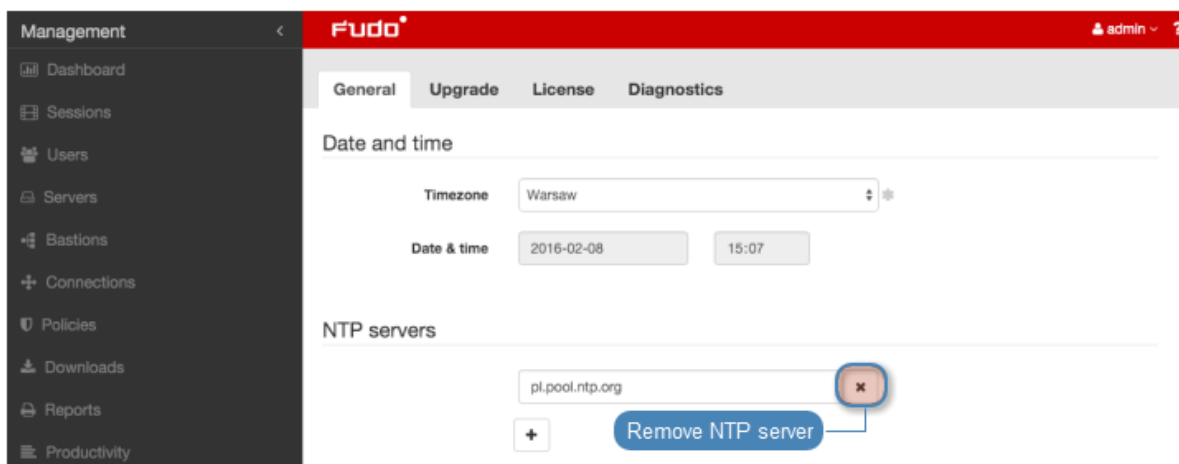 Management
FUDO
admin
?
Dashboard
Sessions
Users
Servers
Bastions
Connections
Policies
Downloads
Reports
Productivity
General Upgrade License Diagnostics
Date and time
Timezone Warsaw
Date & time 2016-02-08 15:07
NTP servers
pl.pool.ntp.org
Remove NTP server